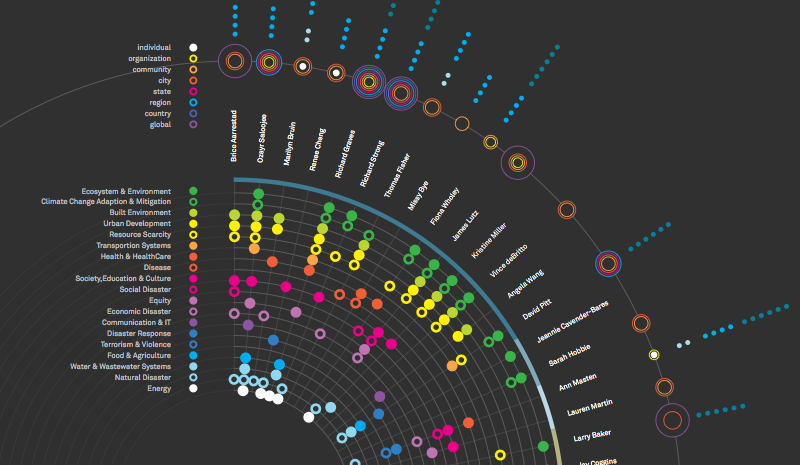 individual
organization
community
city
state
region
country
global
Brice Aarrestad
Ozayr Saloojee
Marilyn Bruin
Renee Cheng
Richard Graves
Richard Strong
Thomas Fisher
Missy Bye
Fiona Wholey
James Lutz
Kristine Miller
Vince deBritto
Angela Wang
David Pitt
Jeannie Cavender-Bares
Sarah Hobbie
Ann Masten
Lauren Martin
Larry Baker
Jay Coggins
Ecosystem & Environment
Climate Change Adaption & Mitigation
Built Environment
Urban Development
Resource Scarcity
Transportion Systems
Health & HealthCare
Disease
Society,Education & Culture
Social Disaster
Equity
Economic Disaster
Communication & IT
Disaster Response
Terrorism & Violence
Food & Agriculture
Water & Wastewater Systems
Natural Disaster
Energy